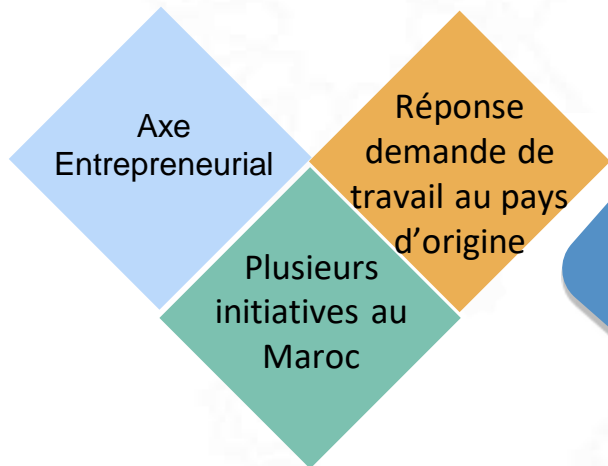 Axe
Entrepreneurial
Réponse
demande de
travail au pays
d’origine
Plusieurs
initiatives au
Maroc